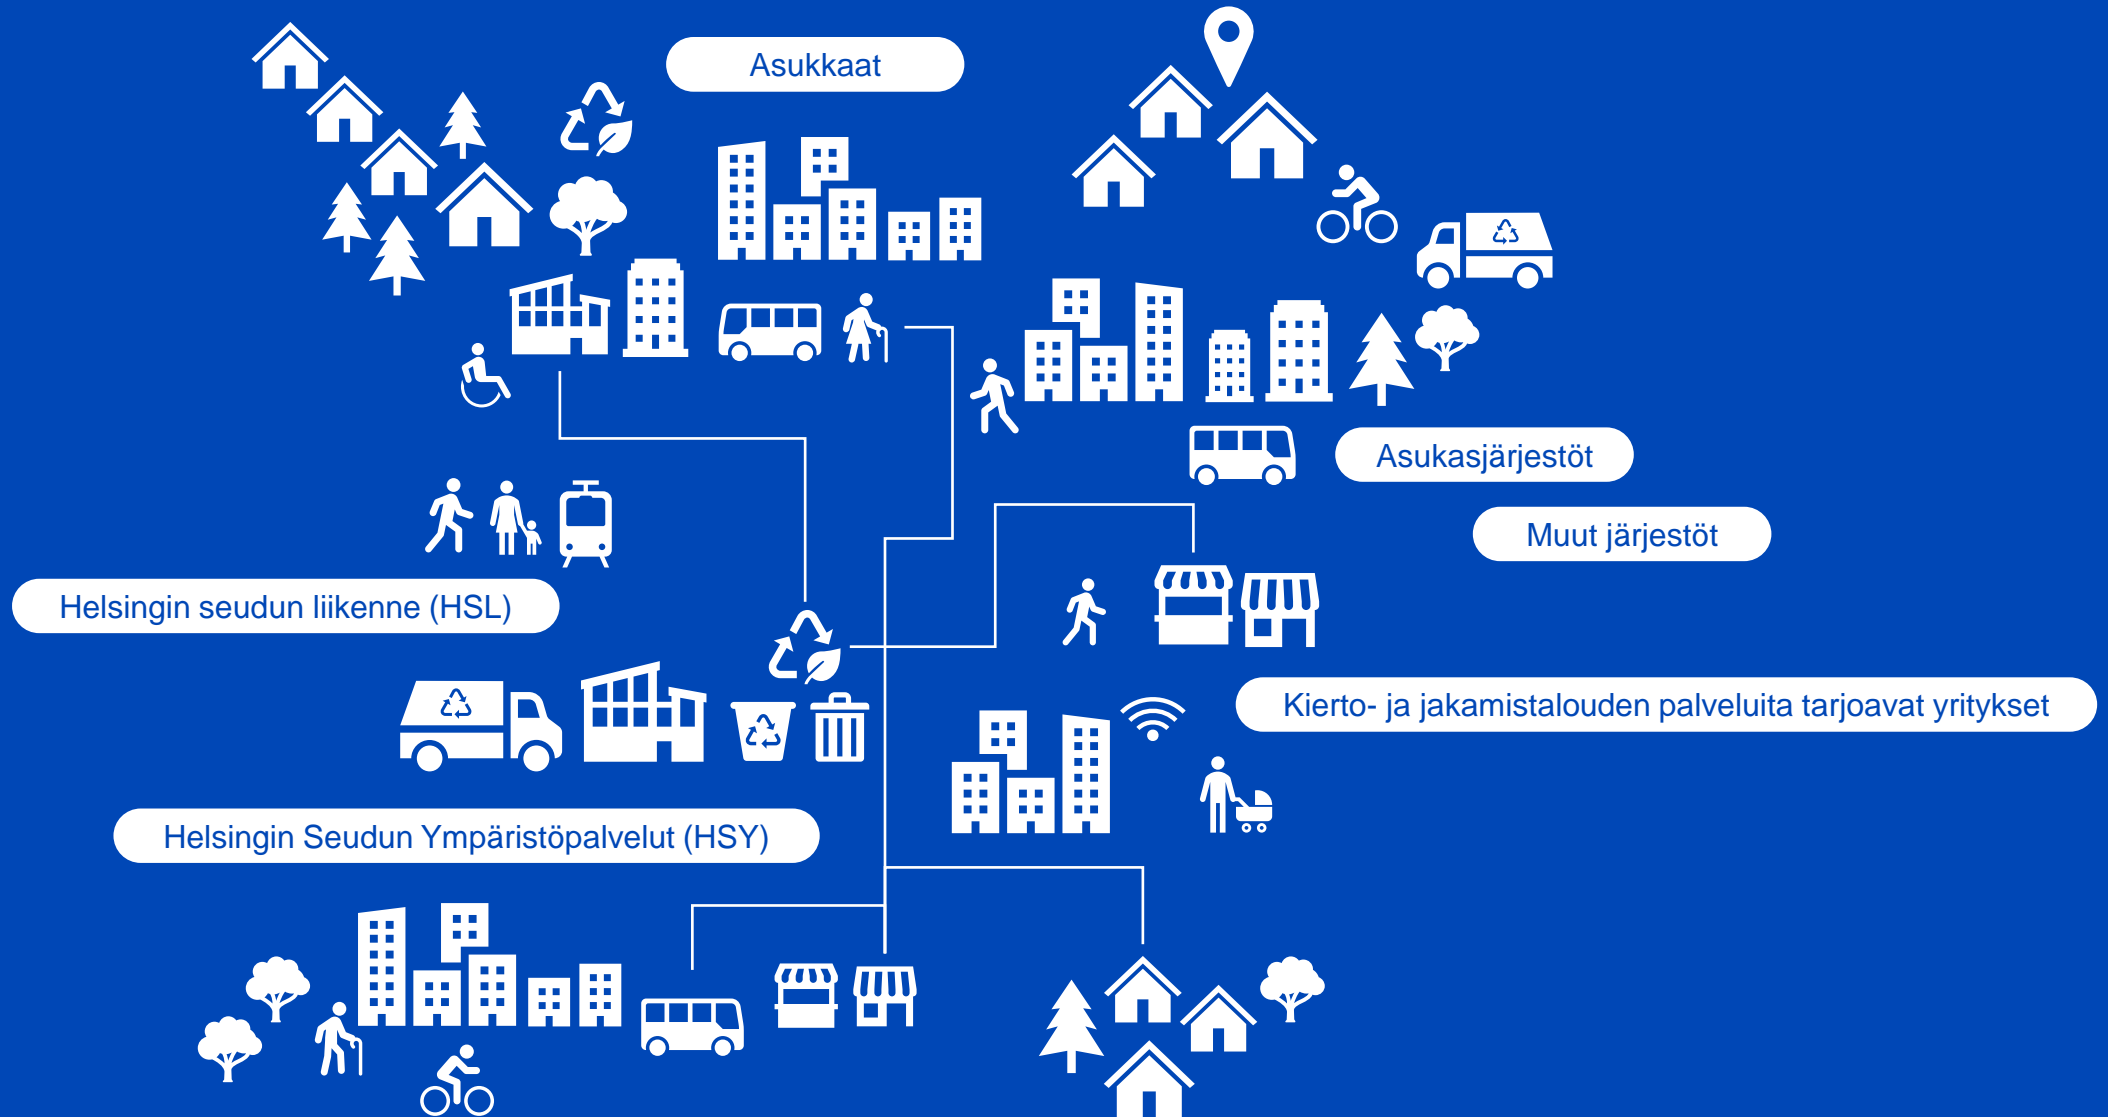 Asukkaat
Asukasjärjestöt
Muut järjestöt
Helsingin seudun liikenne (HSL)
Kierto- ja jakamistalouden palveluita tarjoavat yritykset
Helsingin Seudun Ympäristöpalvelut (HSY)